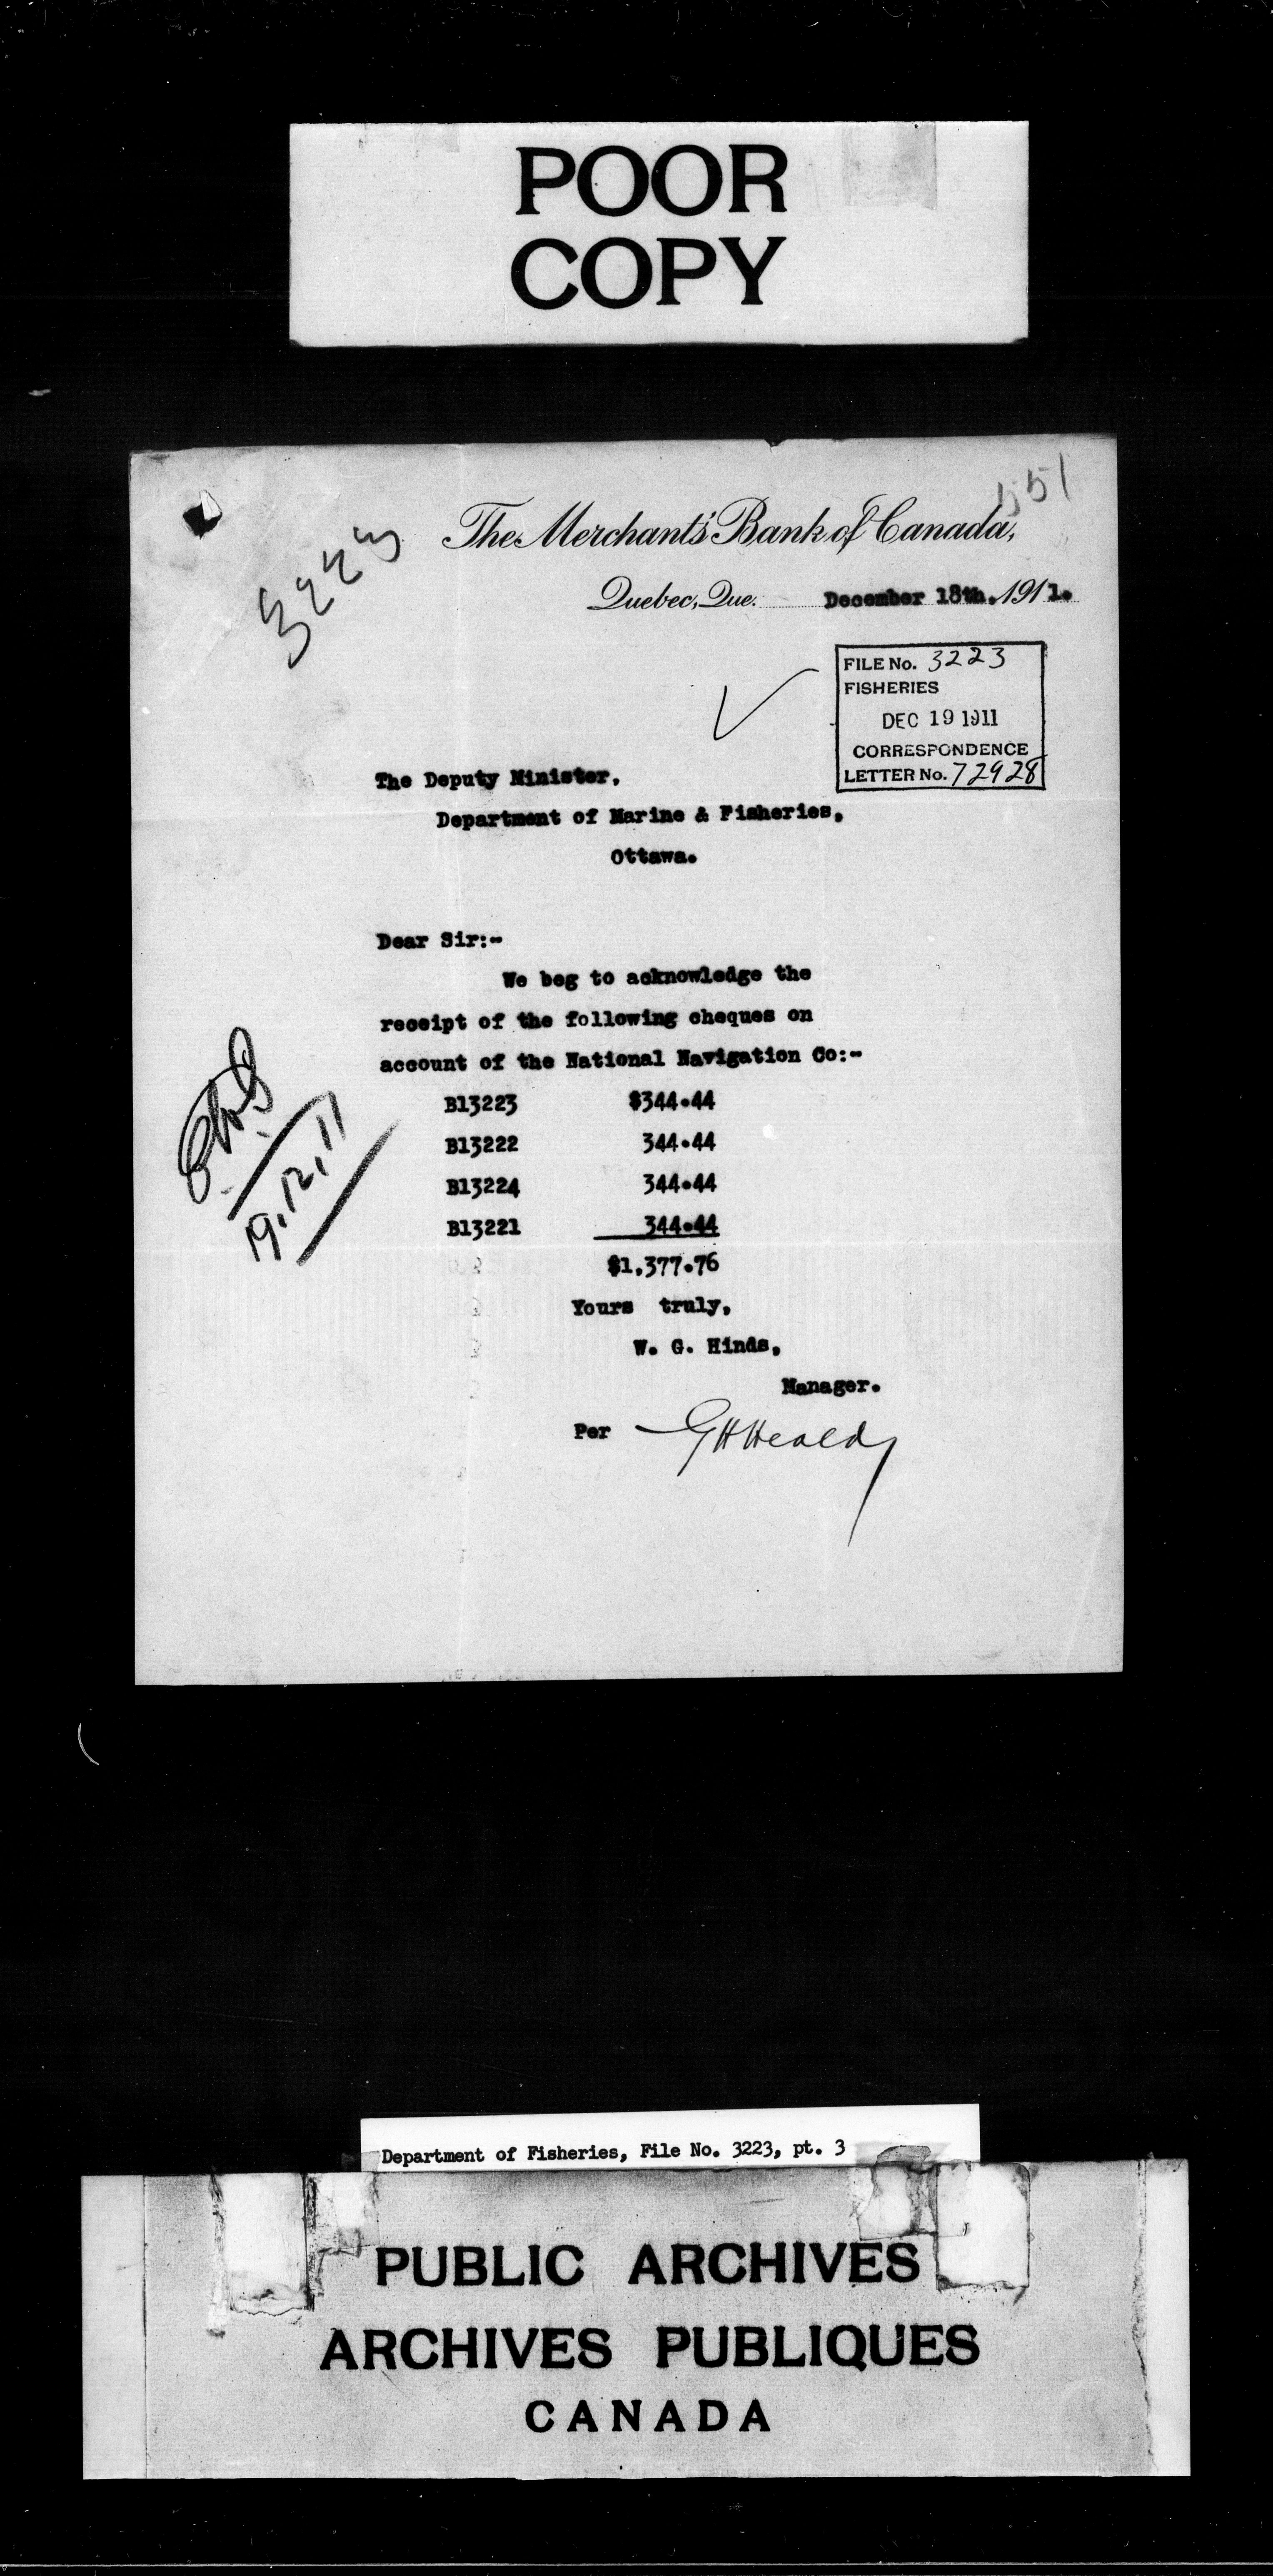 POOR
COPY
551
3223
The Merchants' Bank of Canada,
Quebec, Que. December 18th. 1911.
FILE No. 3223
FISHERIES
DEC 19 1911
CORRESPONDENCE
LETTER No. 72928
The Deputy Minister,
Department of Marine & Fisheries,
Ottawa.
Dear Sir:-
We beg to acknowledge the
receipt of the following cheques on
account of the National Navigation Co:-
B13223 $344.44
B13222 344.44
B13224 344.44
B13221 344.44
$1,377.76
19.12.11
Yours truly,
W. G. Hinds,
Manager.
Per
Department of Fisheries, File No. 3223, pt. 3
PUBLIC ARCHIVES
ARCHIVES PUBLIQUES
CANADA